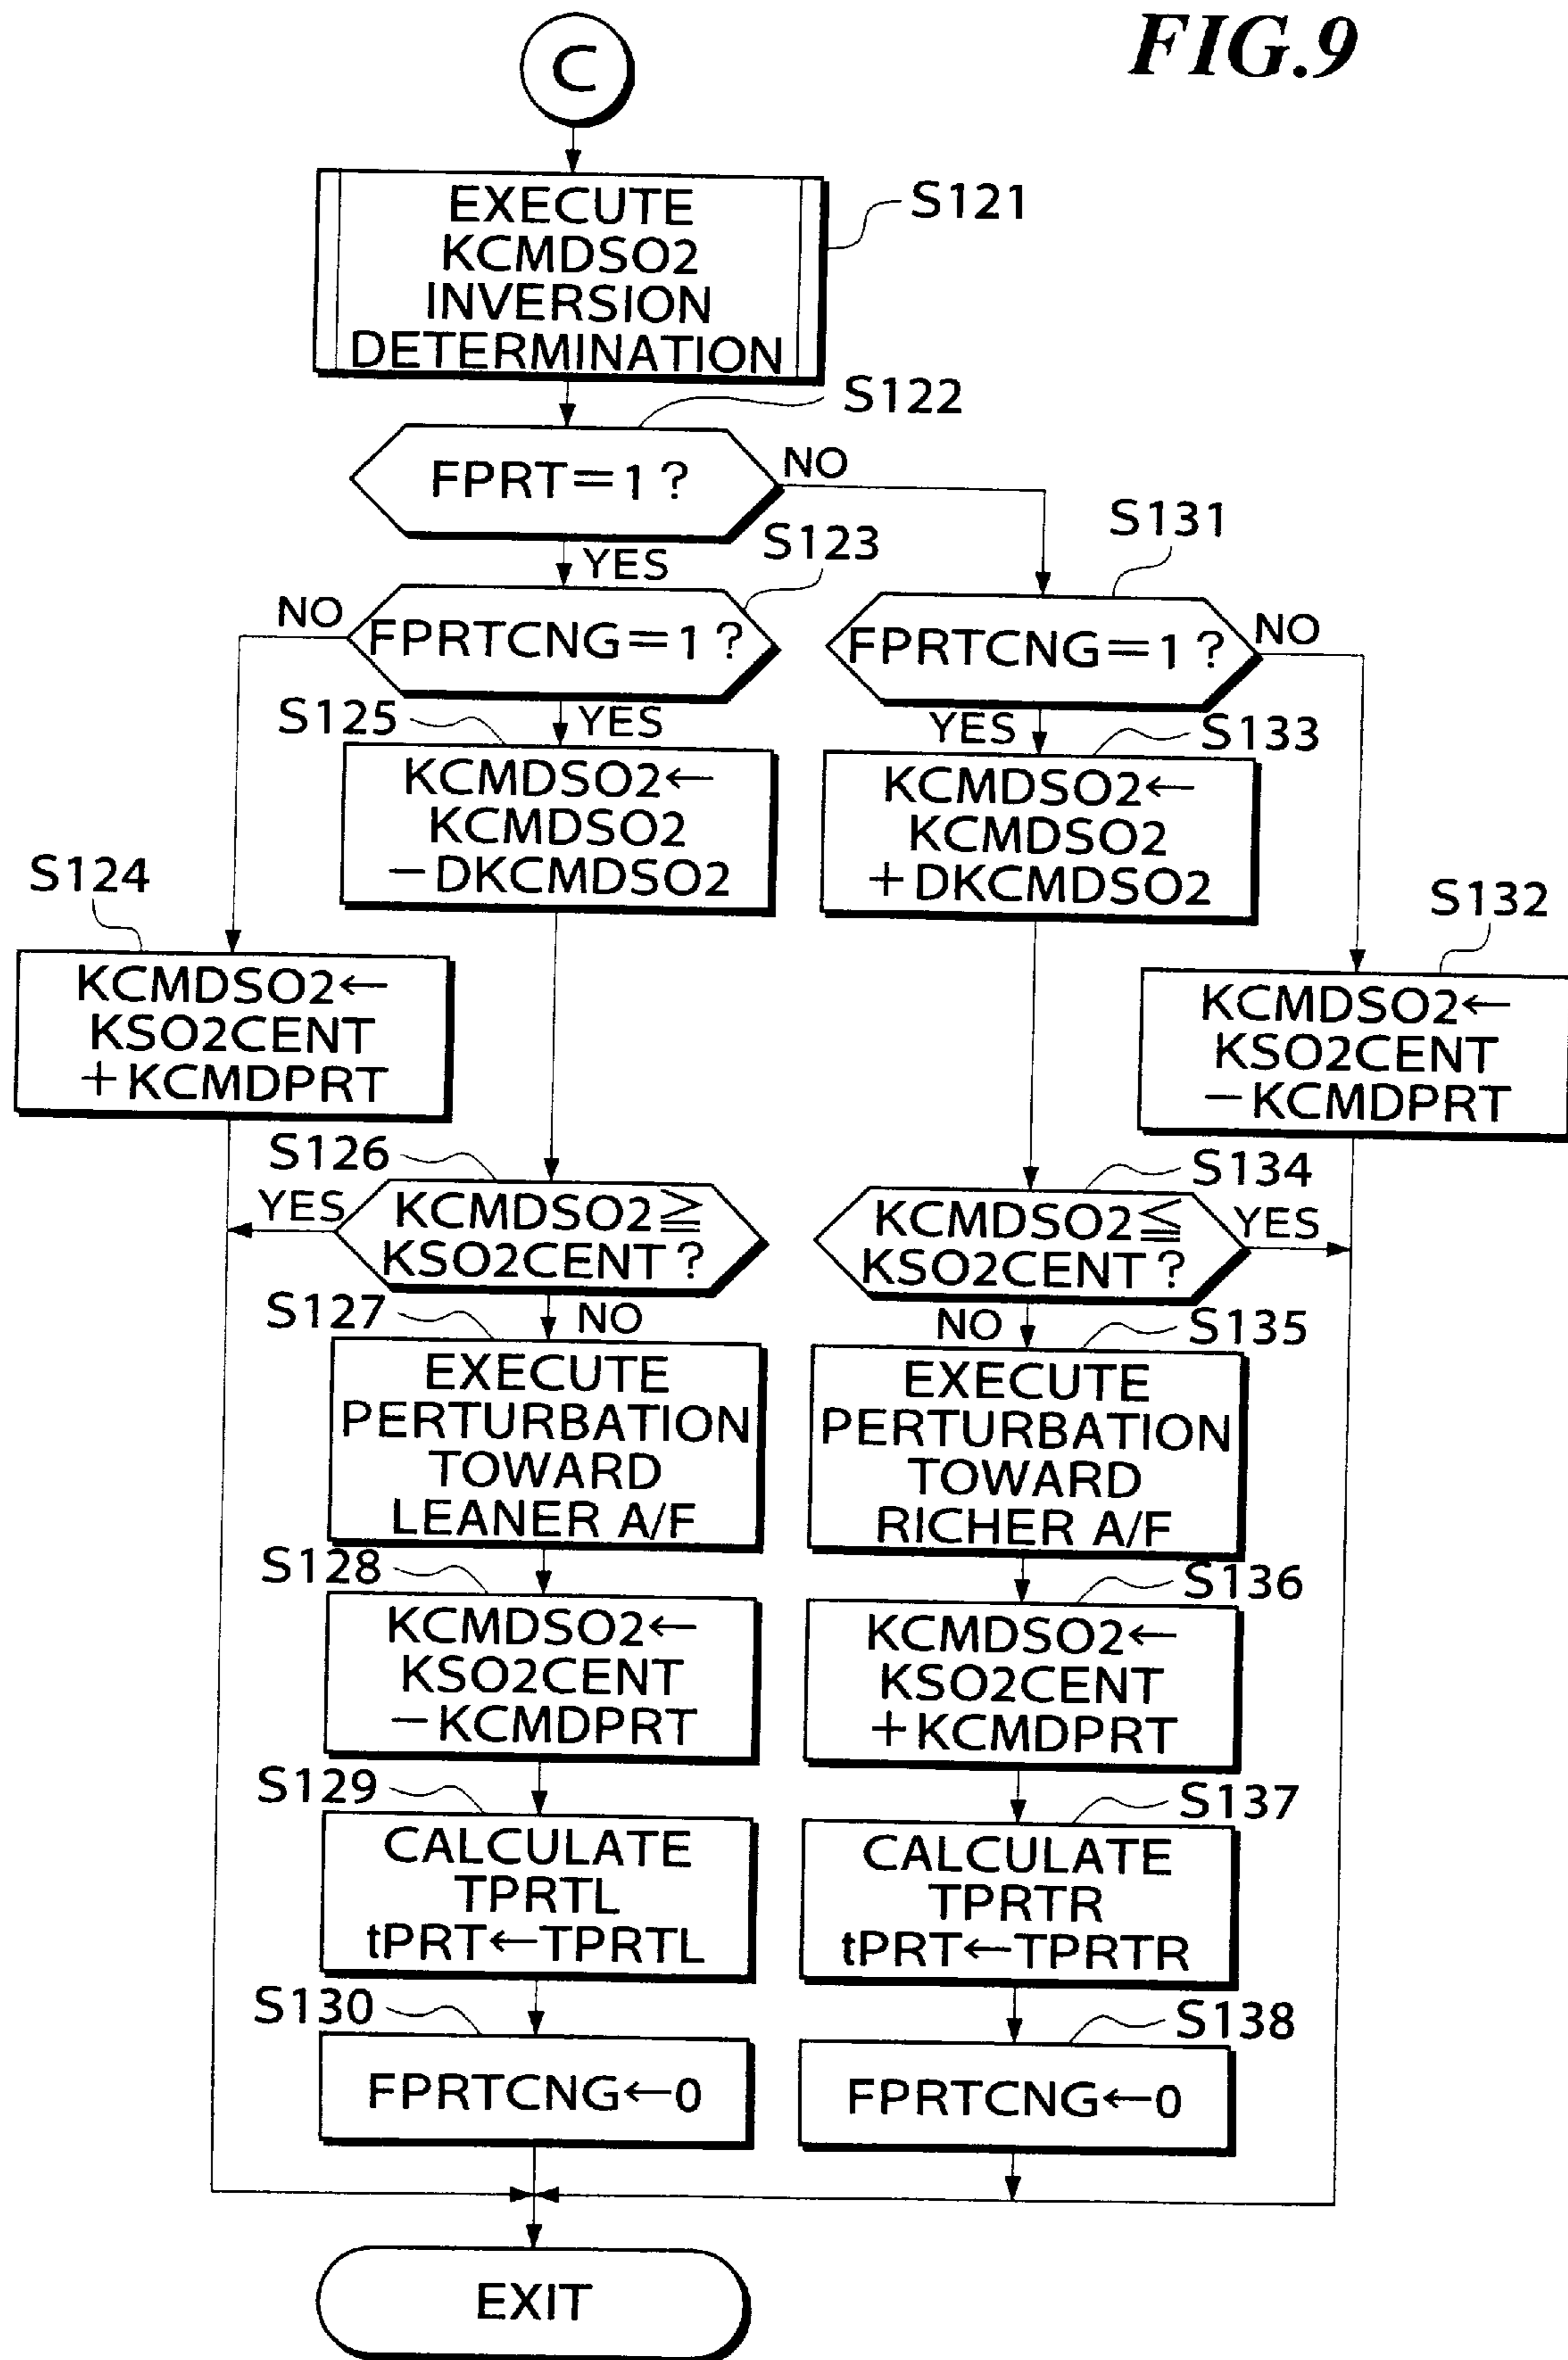 FIG.9
C
EXECUTE
KCMDSO2
INVERSION
DETERMINATION
S121
S122
FPRT=1?
NO
YES
S123
FPRTCNG=1?
NO
YES
S131
FPRTCNG=1?
NO
YES
S125
KCMDSO2←
KCMDSO2
−DKCMDSO2
S133
KCMDSO2←
KCMDSO2
+DKCMDSO2
S124
KCMDSO2←
KSO2CENT
+KCMDPRT
S132
KCMDSO2←
KSO2CENT
−KCMDPRT
S126
KCMDSO2≧
KSO2CENT?
YES
NO
S134
KCMDSO2≦
KSO2CENT?
YES
NO
S127
EXECUTE
PERTURBATION
TOWARD
LEANER A/F
S135
EXECUTE
PERTURBATION
TOWARD
RICHER A/F
S128
KCMDSO2←
KSO2CENT
−KCMDPRT
S136
KCMDSO2←
KSO2CENT
+KCMDPRT
S129
CALCULATE
TPRTL
tPRT←TPRTL
S137
CALCULATE
TPRTR
tPRT←TPRTR
S130
FPRTCNG←0
S138
FPRTCNG←0
EXIT